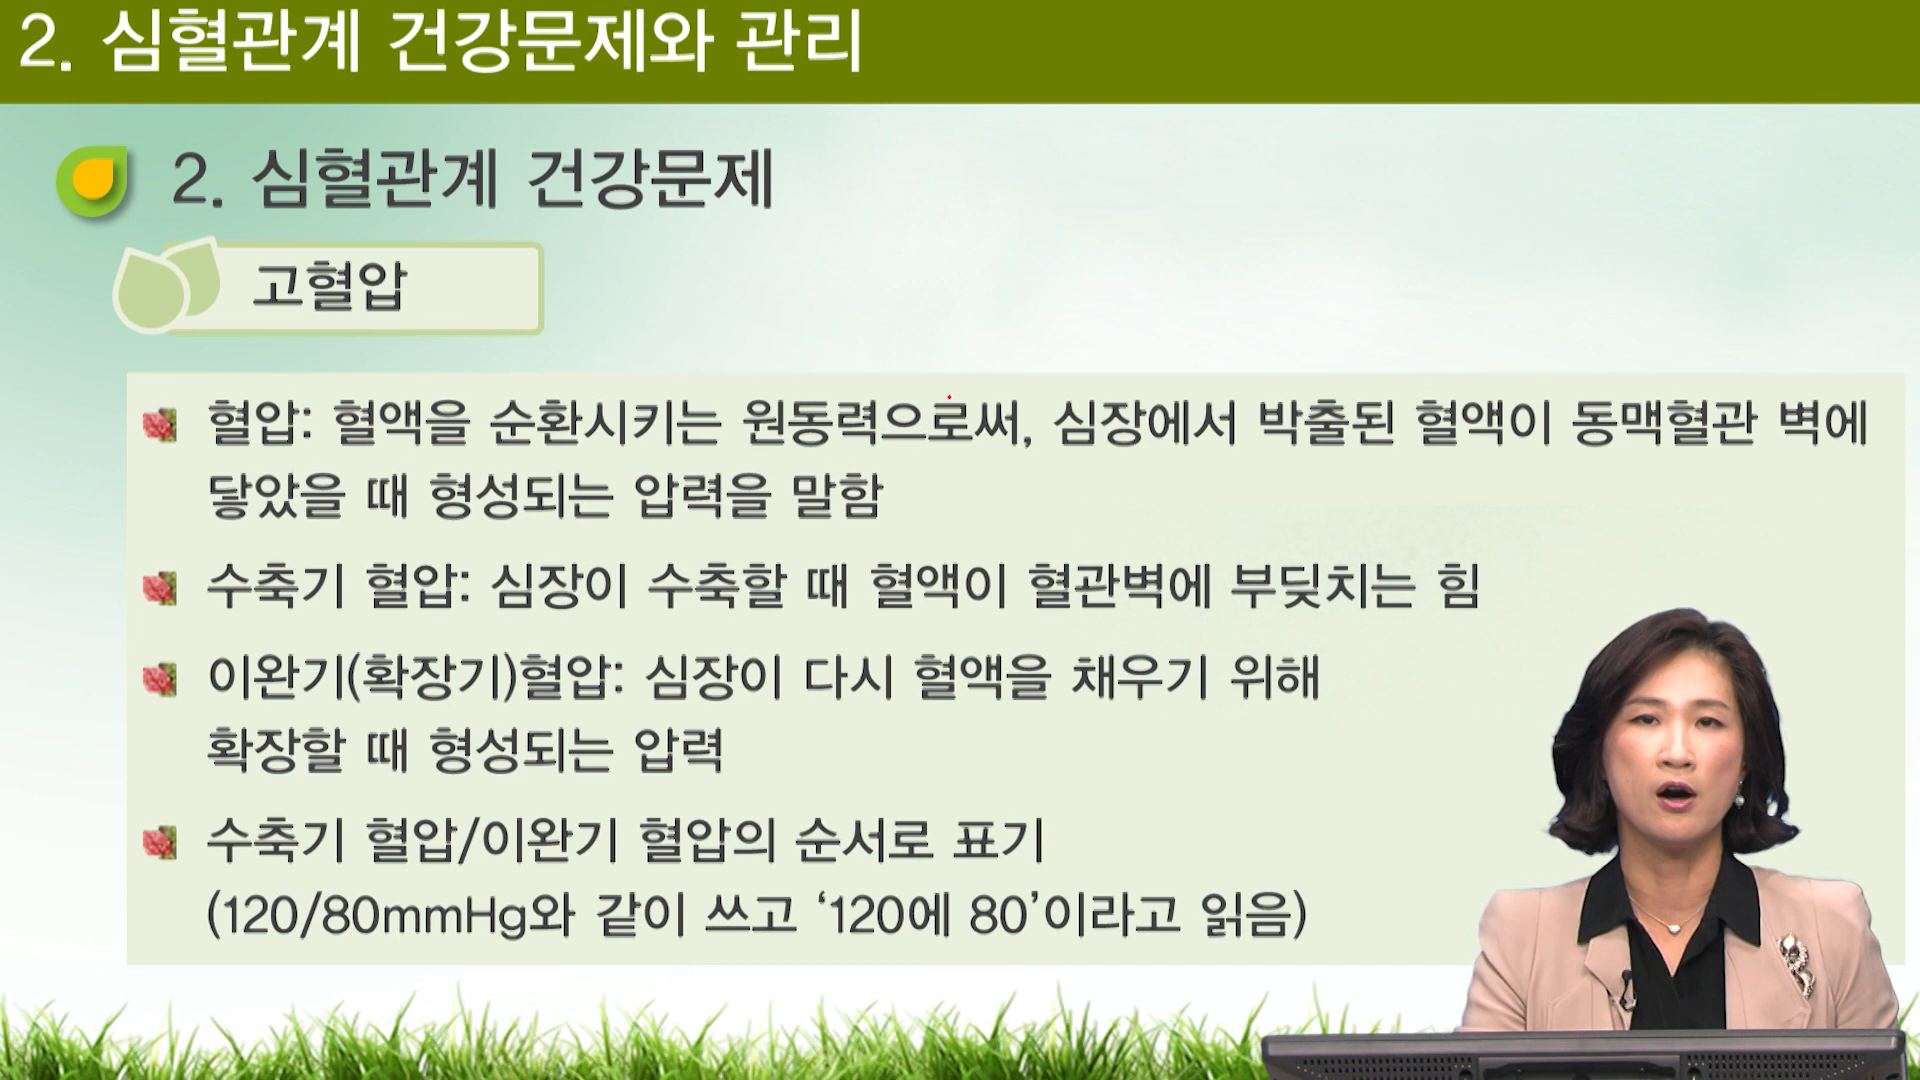 2. 심혈관계 건강문제와 관리
2. 심혈관계 건강문제
고혈압
혈압: 혈액을 순환시키는 원동력으로써, 심장에서 박출된 혈액이 동맥혈관 벽에
닿았을 때 형성되는 압력을 말함
수축기 혈압: 심장이 수축할 때 혈액이 혈관벽에 부딪치는 힘
이완기(확장기)혈압: 심장이 다시 혈액을 채우기 위해
확장할 때 형성되는 압력
수축기 혈압/이완기 혈압의 순서로 표기
(120/80mmHg와 같이 쓰고 ‘120에 80’이라고 읽음)